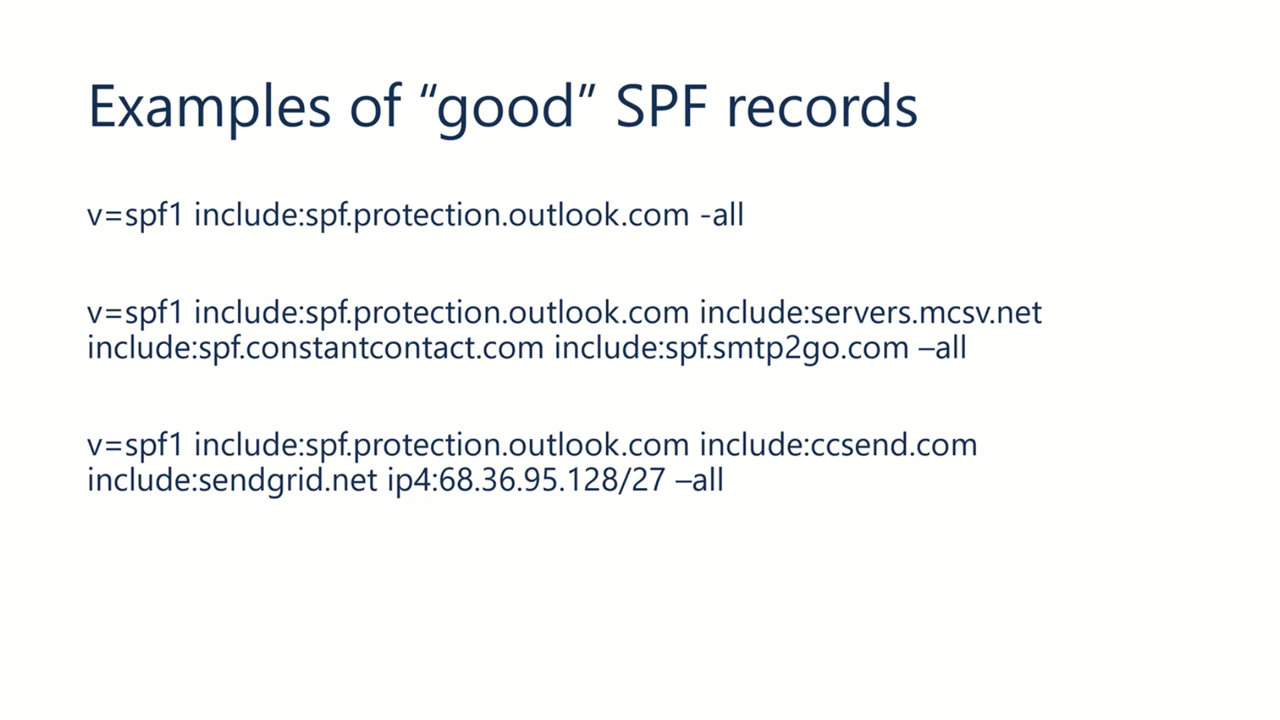 Examples of “good” SPF records
v=spf1 include:spf.protection.outlook.com -all
v=spf1 include:spf.protection.outlook.com include:servers.mcsv.net
include:spf.constantcontact.com include:spf.smtp2go.com –all
v=spf1 include:spf.protection.outlook.com include:ccsend.com
include:sendgrid.net ip4:68.36.95.128/27 –all